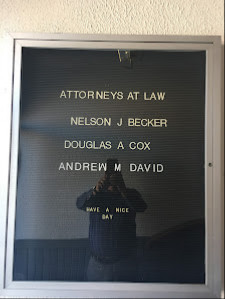 ATTORNEYS AT LAW
NELSON J BECKER
DOUGLAS A COX
ANDREW M DAVID
HAVE A NICE
DAY